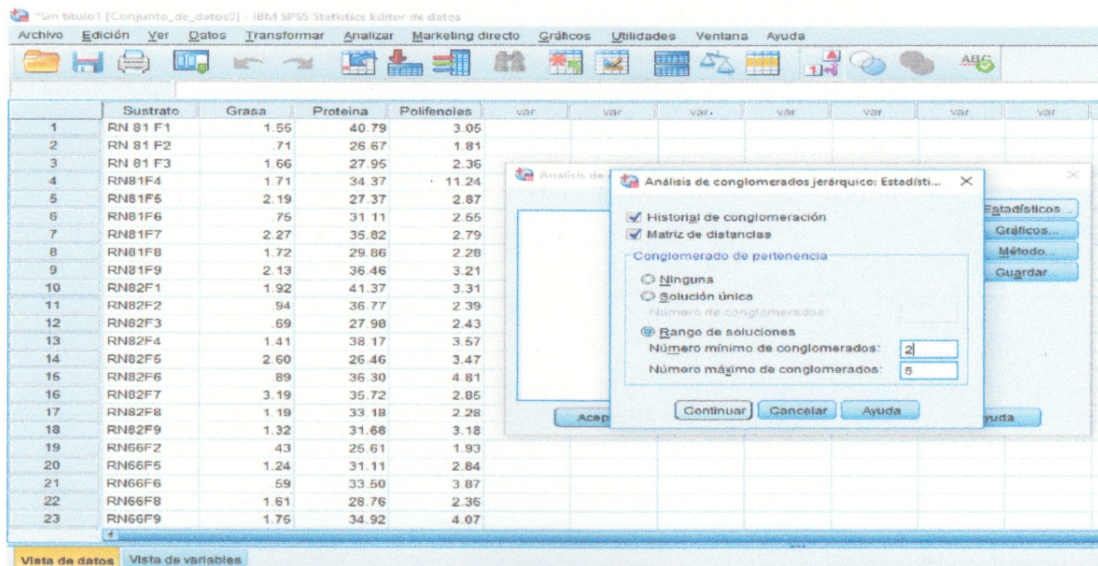 *Sin título1 [Conjunto_de_datos0] - IBM SPSS Statistics Editor de datos
Archivo Edición Ver Datos Transformar Analizar Marketing directo Gráficos Utilidades Ventana Ayuda
Sustrato Grasa Proteina Polifenoles var var var var var var var
1 RN 81 F1 1.55 40.79 3.05
2 RN 81 F2 .71 26.67 1.81
3 RN 81 F3 1.66 27.95 2.36
4 RN81F4 1.71 34.37 11.24
5 RN81F5 2.19 27.37 2.87
6 RN81F6 .75 31.11 2.55
7 RN81F7 2.27 35.82 2.79
8 RN81F8 1.72 29.86 2.28
9 RN81F9 2.13 36.46 3.21
10 RN82F1 1.92 41.37 3.31
11 RN82F2 94 36.77 2.39
12 RN82F3 .69 27.98 2.43
13 RN82F4 1.41 38.17 3.57
14 RN82F5 2.60 26.46 3.47
15 RN82F6 89 36.30 4.81
16 RN82F7 3.19 35.72 2.85
17 RN82F8 1.19 33.18 2.28
18 RN82F9 1.32 31.68 3.18
19 RN66F2 43 25.61 1.93
20 RN66F5 1.24 31.11 2.84
21 RN66F6 59 33.50 3.87
22 RN66F8 1.61 28.76 2.36
23 RN66F9 1.75 34.92 4.07
Análisis de
Análisis de conglomerados jerárquico: Estadísti...
Historial de conglomeración
Matriz de distancias
Conglomerado de pertenencia
Ninguna
Solución única
Número de conglomerados:
Rango de soluciones
Número mínimo de conglomerados: 2
Número máximo de conglomerados: 5
Continuar Cancelar Ayuda
Estadísticos...
Gráficos...
Método...
Guardar...
Acep
yuda
Vista de datos Vista de variables